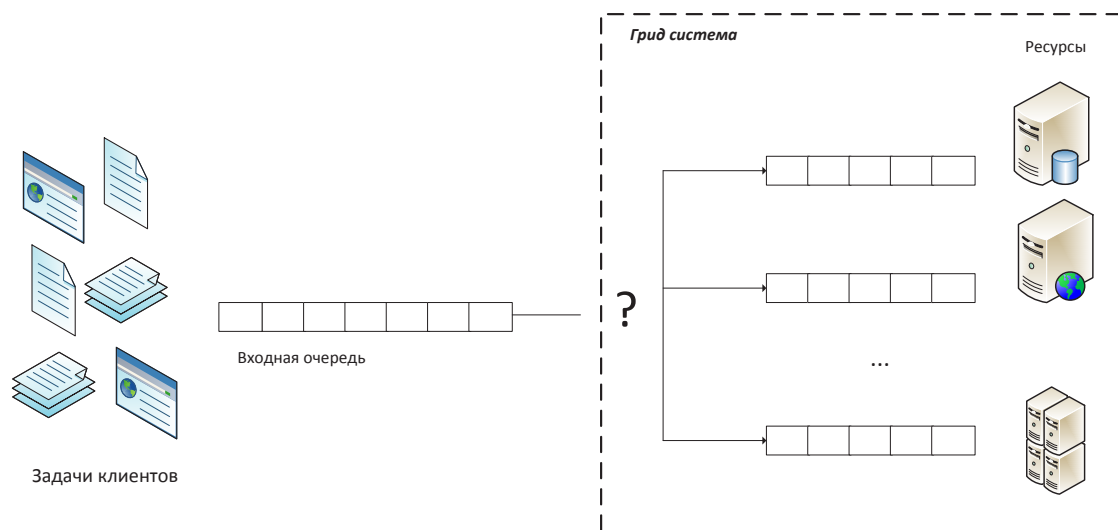 Грид система
Ресурсы
?
Входная очередь
...
Задачи клиентов